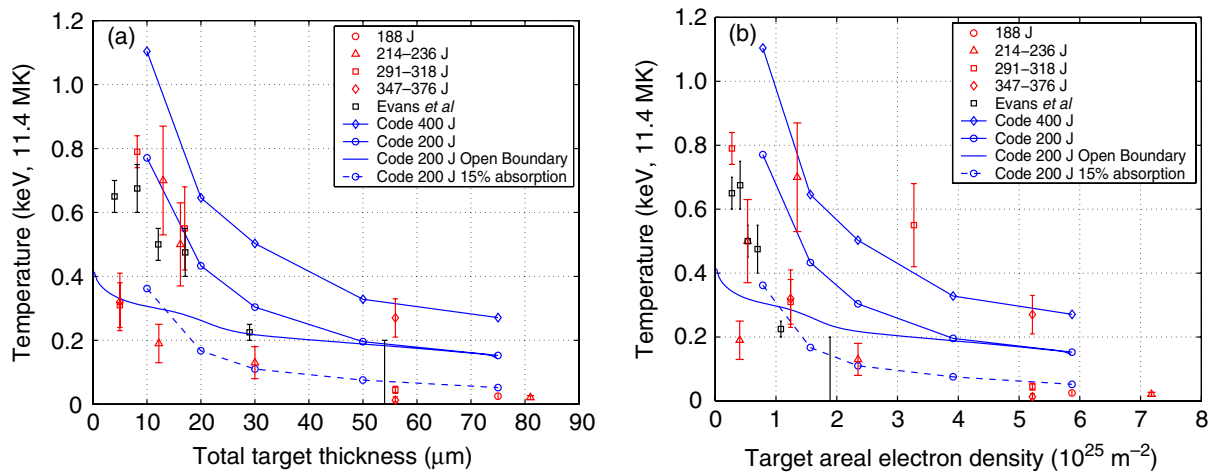 (a)
1.2
1.0
0.8
0.6
0.4
0.2
0
Temperature (keV, 11.4 MK)
188 J
214–236 J
291–318 J
347–376 J
Evans et al
Code 400 J
Code 200 J
Code 200 J Open Boundary
Code 200 J 15% absorption
0 10 20 30 40 50 60 70 80 90
Total target thickness (μm)
(b)
1.2
1.0
0.8
0.6
0.4
0.2
0
Temperature (keV, 11.4 MK)
188 J
214–236 J
291–318 J
347–376 J
Evans et al
Code 400 J
Code 200 J
Code 200 J Open Boundary
Code 200 J 15% absorption
0 1 2 3 4 5 6 7 8
Target areal electron density (10²⁵ m⁻²)